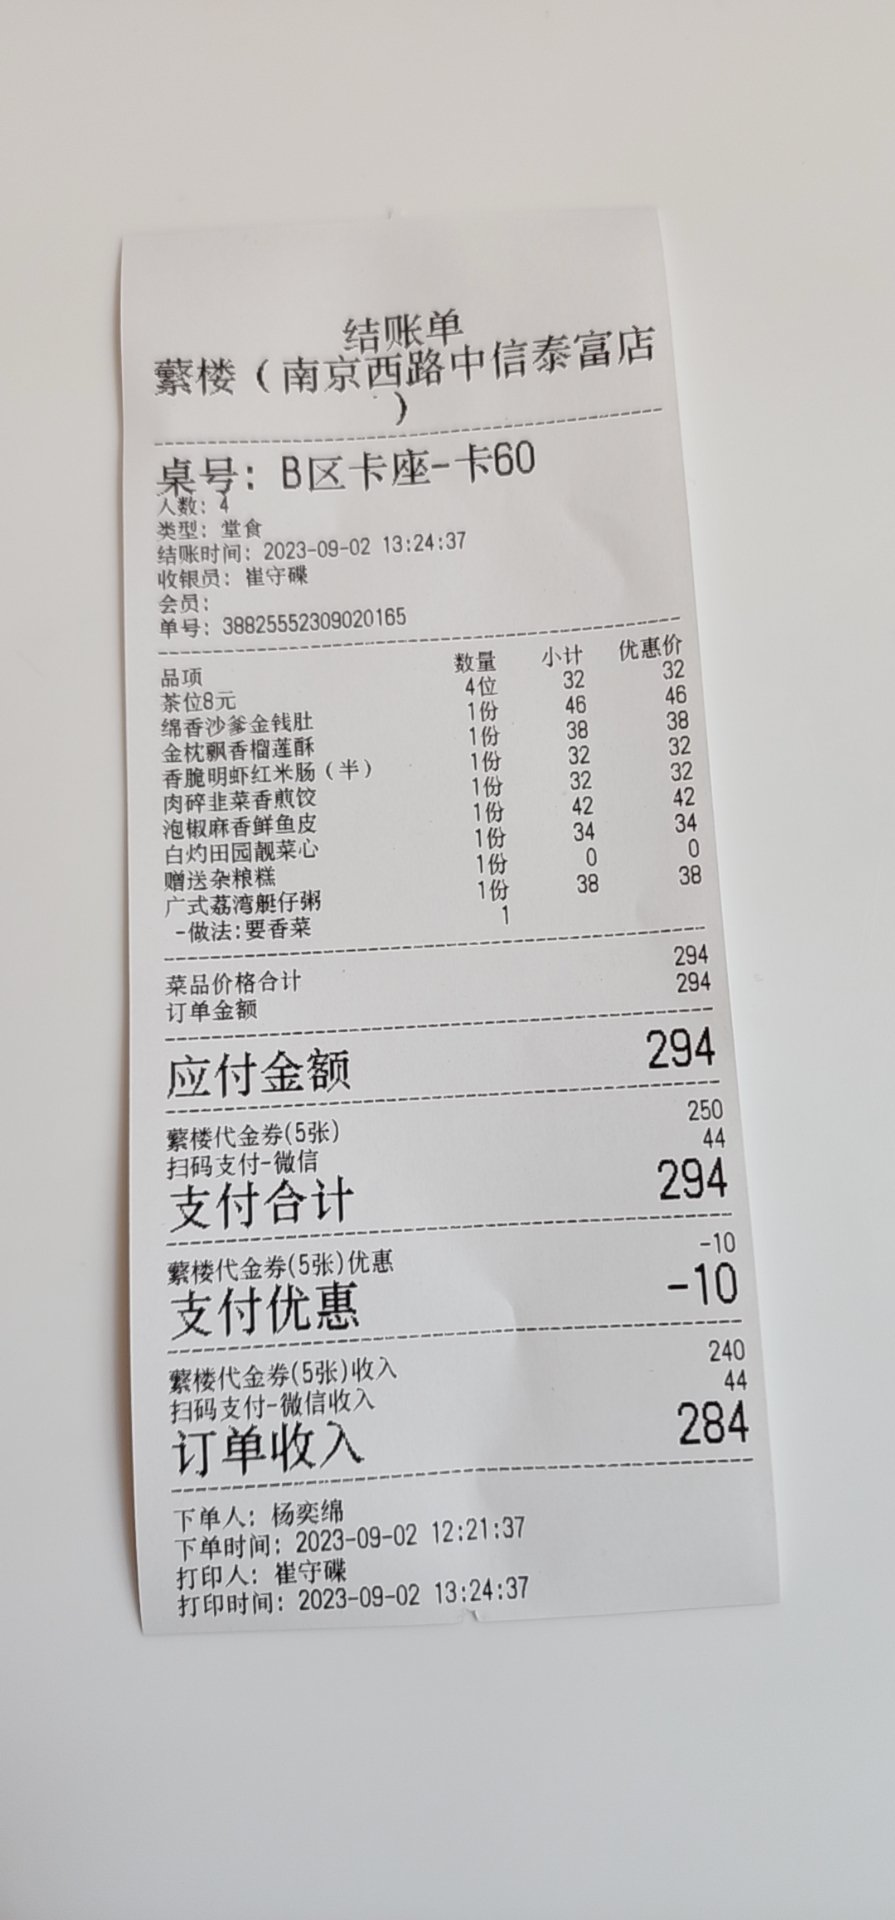 结账单
蘩楼（南京西路中信泰富店
）
桌号: B区卡座-卡60
人数: 4
类型: 堂食
结账时间: 2023-09-02 13:24:37
收银员: 崔守碟
会员:
单号: 38825552309020165
品项 数量 小计 优惠价
茶位8元 4位 32 32
绵香沙爹金钱肚 1份 46 46
金枕飘香榴莲酥 1份 38 38
香脆明虾红米肠（半） 1份 32 32
肉碎韭菜香煎饺 1份 32 32
泡椒麻香鲜鱼皮 1份 42 42
白灼田园靓菜心 1份 34 34
赠送杂粮糕 1份 0 0
广式荔湾艇仔粥 1份 38 38
-做法:要香菜 1
菜品价格合计 294
订单金额 294
应付金额 294
蘩楼代金券(5张) 250
扫码支付-微信 44
支付合计 294
蘩楼代金券(5张)优惠 -10
支付优惠 -10
蘩楼代金券(5张)收入 240
扫码支付-微信收入 44
订单收入 284
下单人: 杨奕绵
下单时间: 2023-09-02 12:21:37
打印人: 崔守碟
打印时间: 2023-09-02 13:24:37